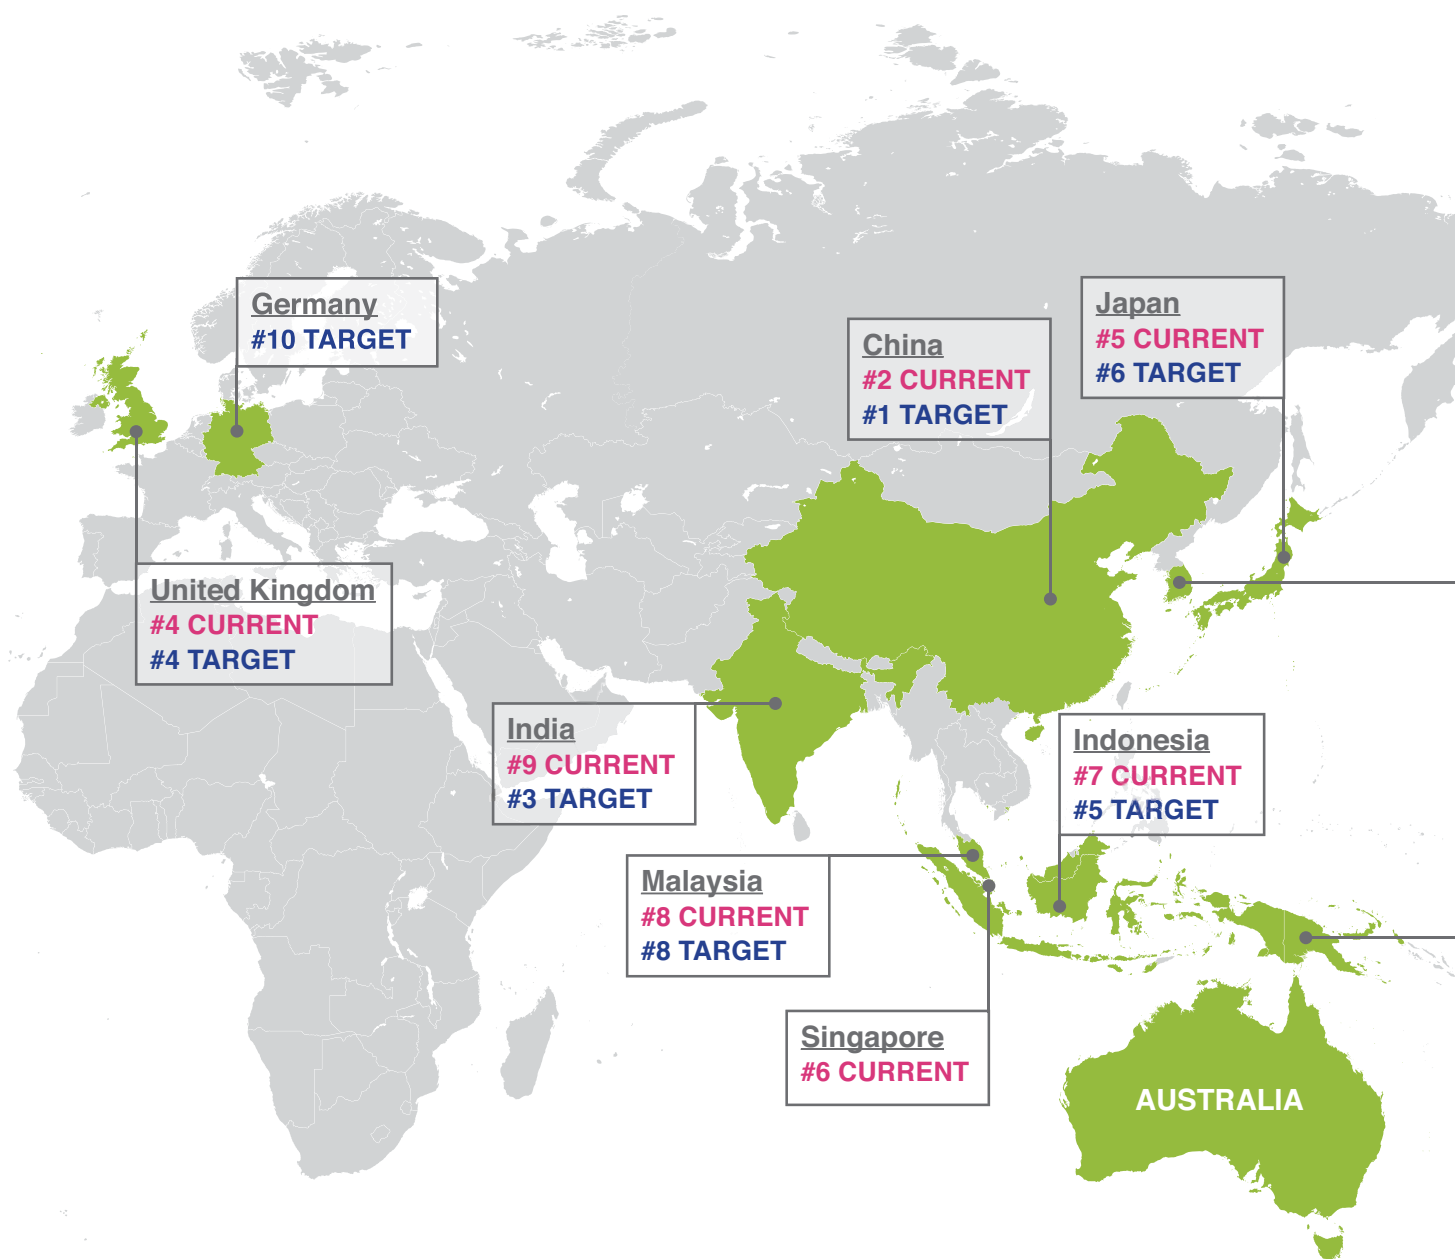 Germany
#10 TARGET
Japan
#5 CURRENT
#6 TARGET
China
#2 CURRENT
#1 TARGET
United Kingdom
#4 CURRENT
#4 TARGET
India
#9 CURRENT
#3 TARGET
Indonesia
#7 CURRENT
#5 TARGET
Malaysia
#8 CURRENT
#8 TARGET
Singapore
#6 CURRENT
AUSTRALIA